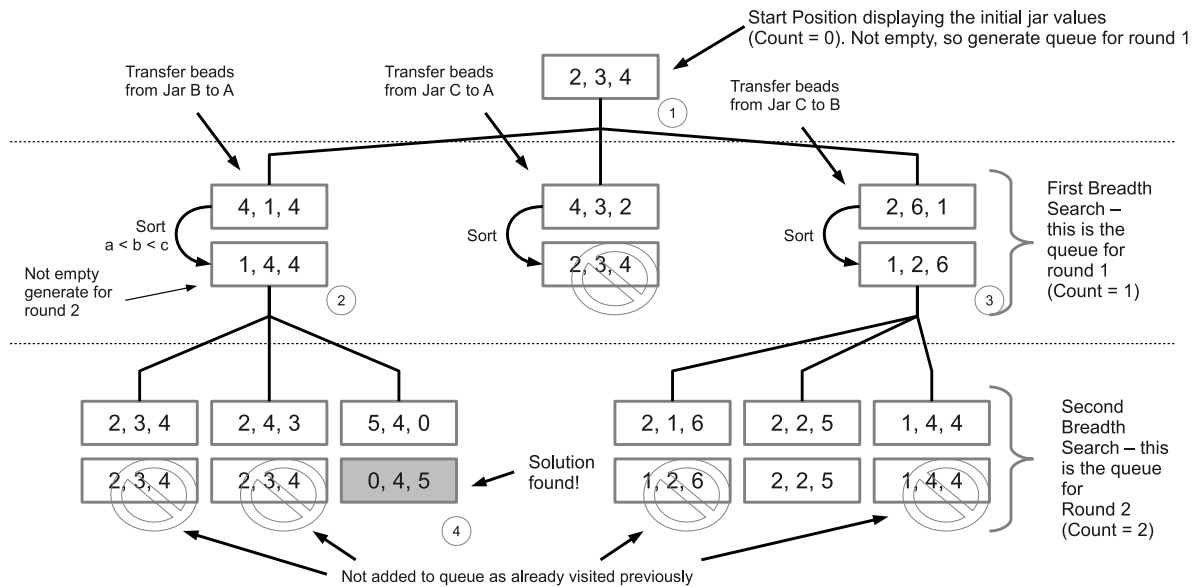 Start Position displaying the initial jar values
(Count = 0). Not empty, so generate queue for round 1
Transfer beads
from Jar B to A
Transfer beads
from Jar C to A
Transfer beads
from Jar C to B
2, 3, 4
1
4, 1, 4
4, 3, 2
2, 6, 1
Sort
a < b < c
Sort
Sort
1, 4, 4
2, 3, 4
1, 2, 6
2
3
Not empty
generate for
round 2
First Breadth
Search –
this is the
queue for
round 1
(Count = 1)
2, 3, 4
2, 4, 3
5, 4, 0
2, 1, 6
2, 2, 5
1, 4, 4
2, 3, 4
2, 3, 4
0, 4, 5
1, 2, 6
2, 2, 5
1, 4, 4
Solution
found!
4
Second
Breadth
Search – this
is the queue
for
Round 2
(Count = 2)
Not added to queue as already visited previously